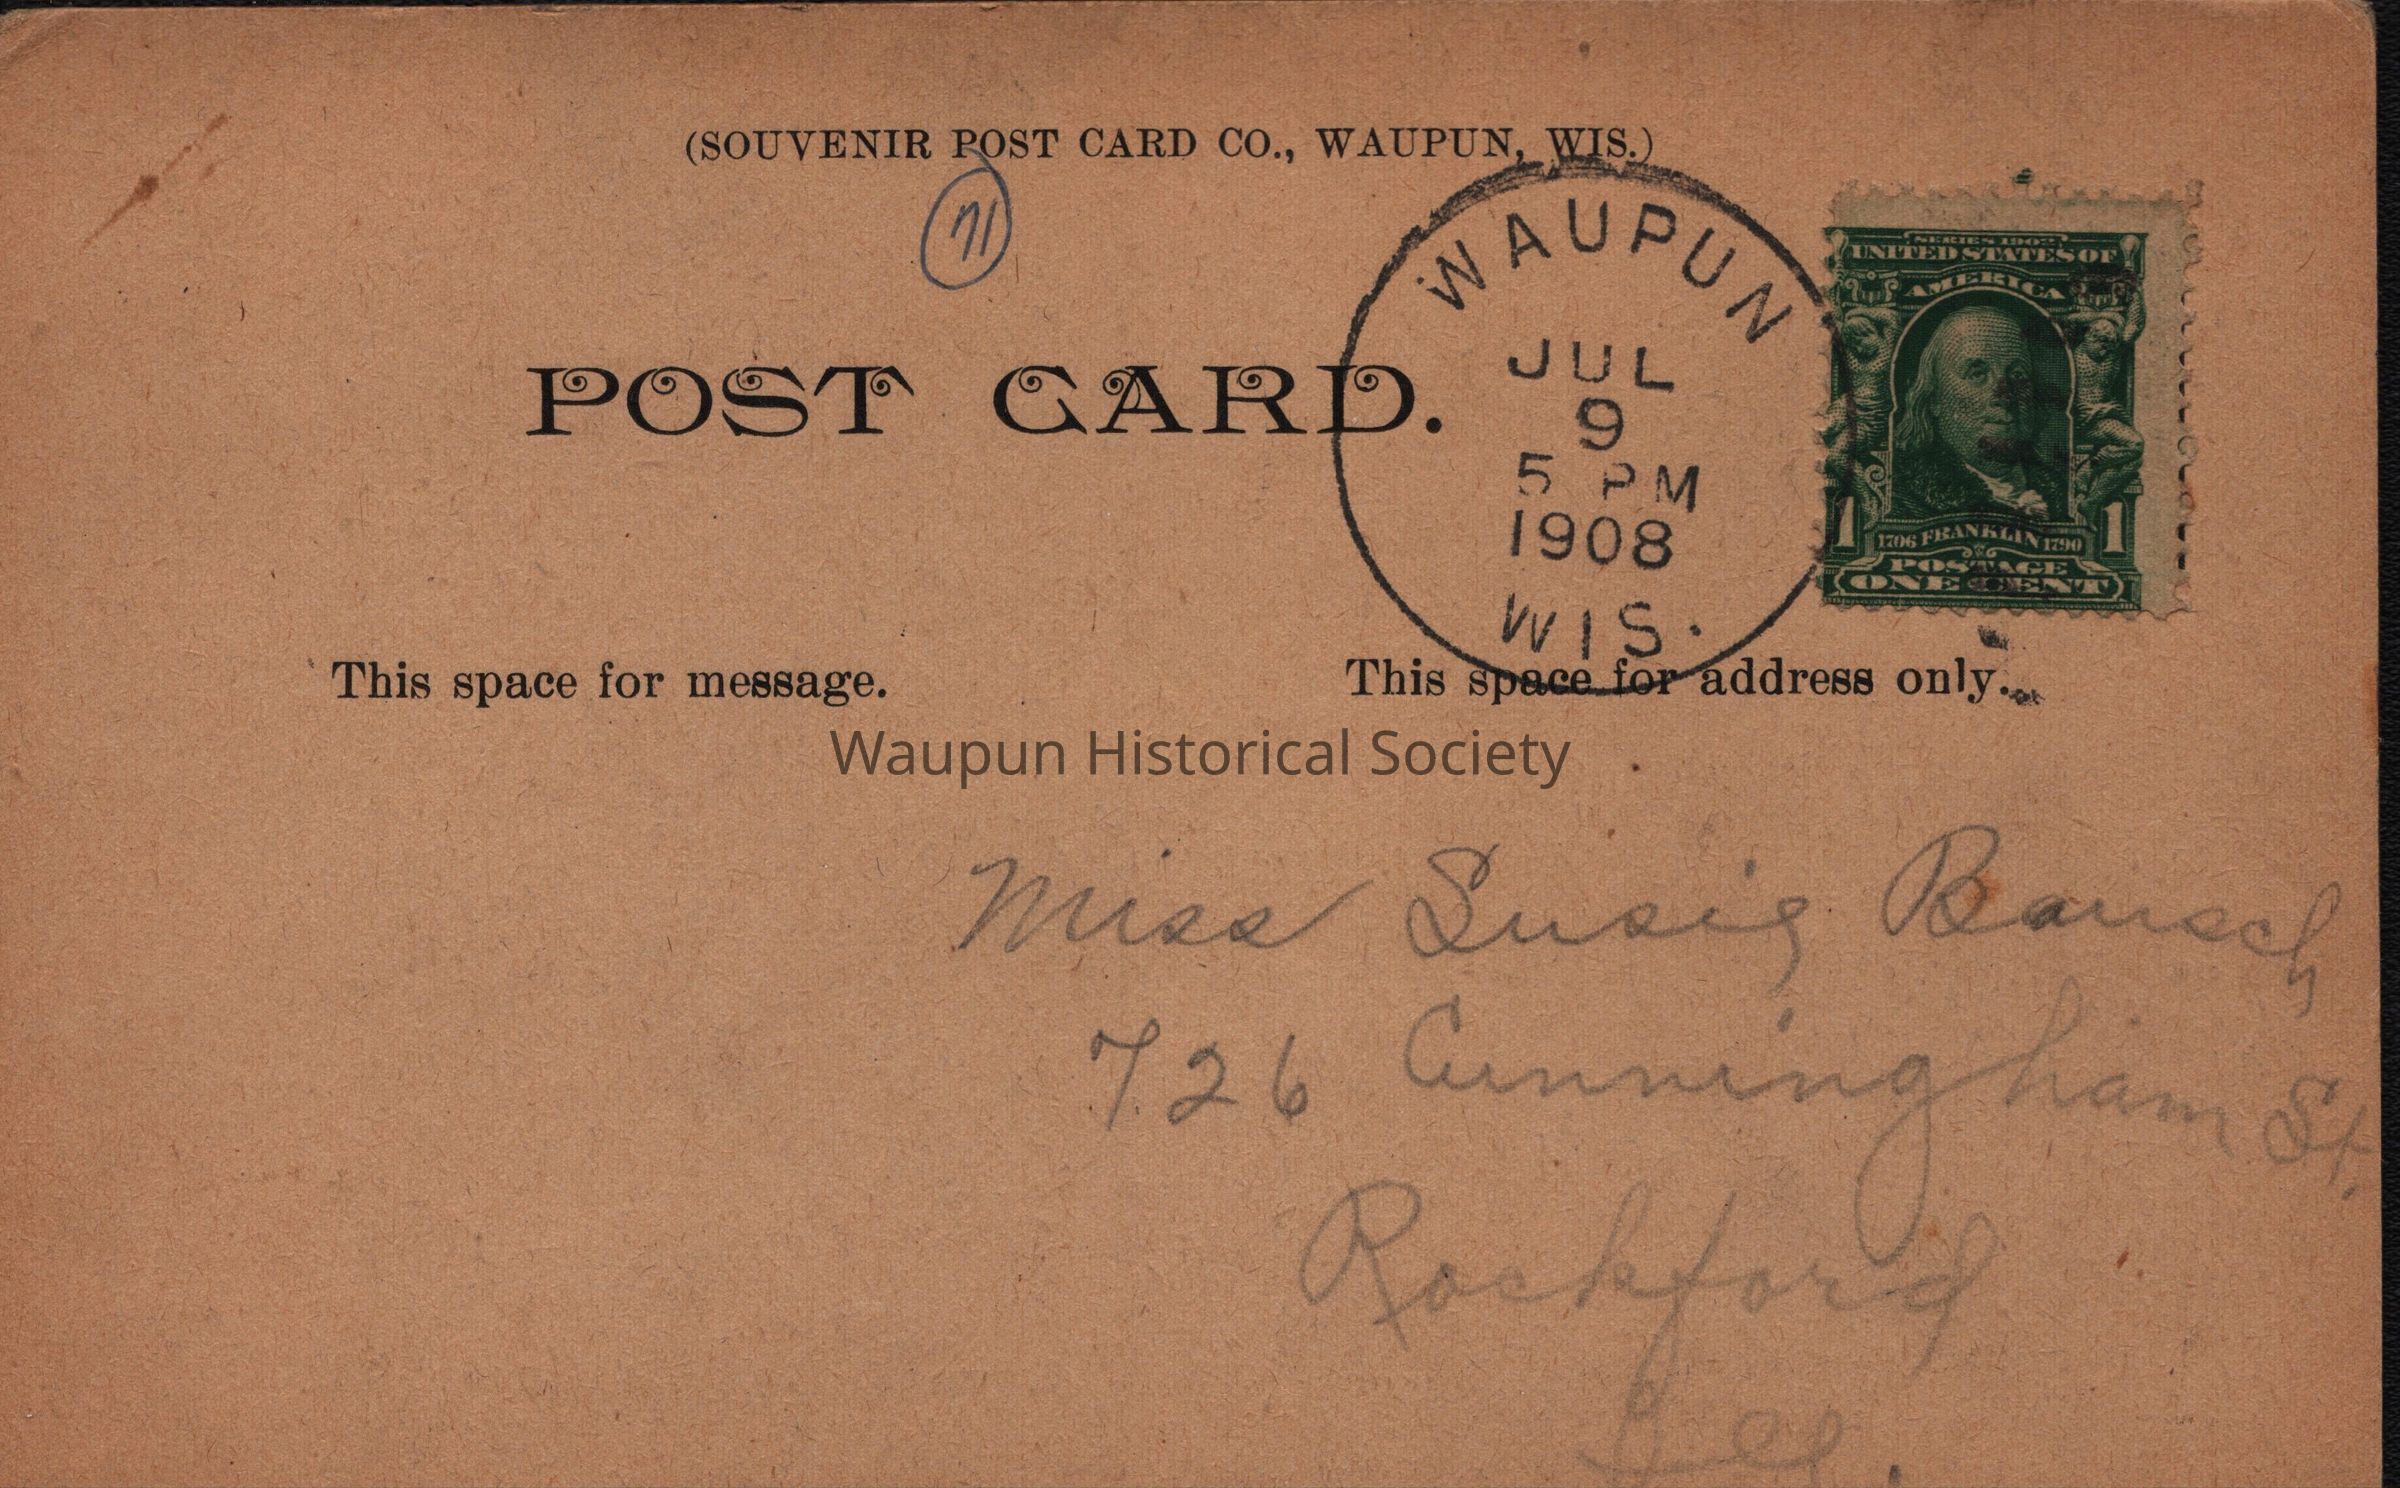 (SOUVENIR POST CARD CO., WAUPUN, WIS.)
71
POST CARD.
WAUPUN
JUL
9
5 PM
1908
WIS.
SERIES 1902
UNITED STATES OF
AMERICA
1 1706 FRANKLIN 1790 1
POSTAGE
ONE CENT
This space for message.
This space for address only.
Waupun Historical Society
Miss Susie Bausch
726 Cunningham St.
Rockford
Ill.